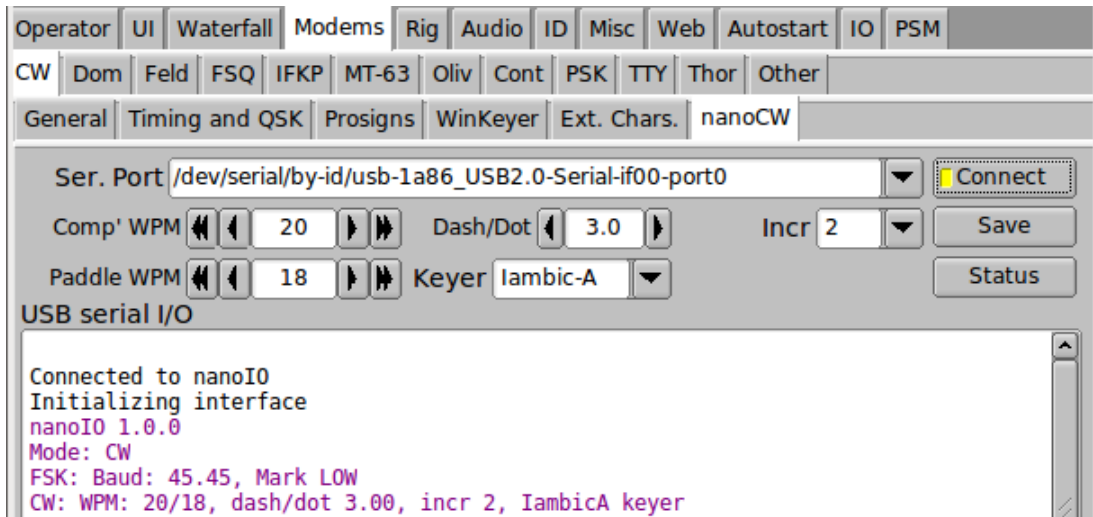 Operator UI Waterfall Modems Rig Audio ID Misc Web Autostart IO PSM
CW Dom Feld FSQ IFKP MT-63 Oliv Cont PSK TTY Thor Other
General Timing and QSK Prosigns WinKeyer Ext. Chars. nanoCW
Ser. Port /dev/serial/by-id/usb-1a86_USB2.0-Serial-if00-port0 Connect
Comp' WPM 20 Dash/Dot 3.0 Incr 2 Save
Paddle WPM 18 Keyer Iambic-A Status
USB serial I/O
Connected to nanoIO
Initializing interface
nanoIO 1.0.0
Mode: CW
FSK: Baud: 45.45, Mark LOW
CW: WPM: 20/18, dash/dot 3.00, incr 2, IambicA keyer